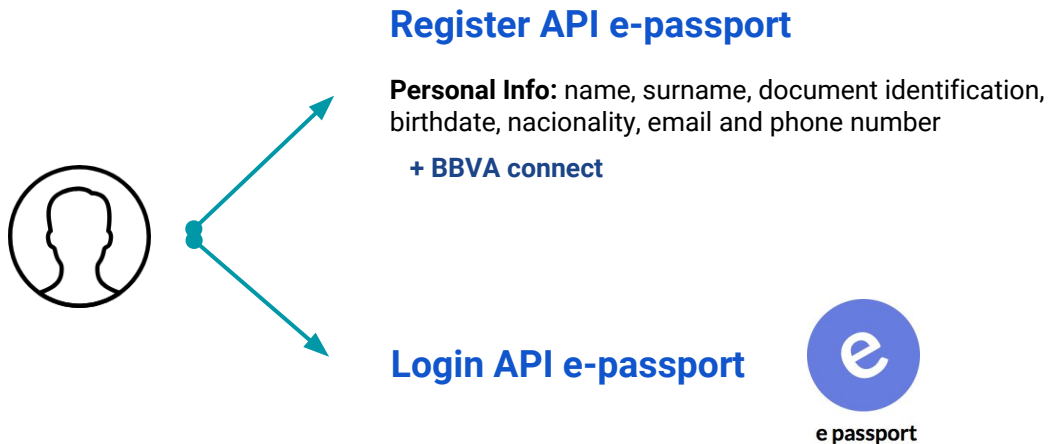 Register API e-passport
Personal Info: name, surname, document identification,
birthdate, nacionality, email and phone number
+ BBVA connect
Login API e-passport
e
e passport